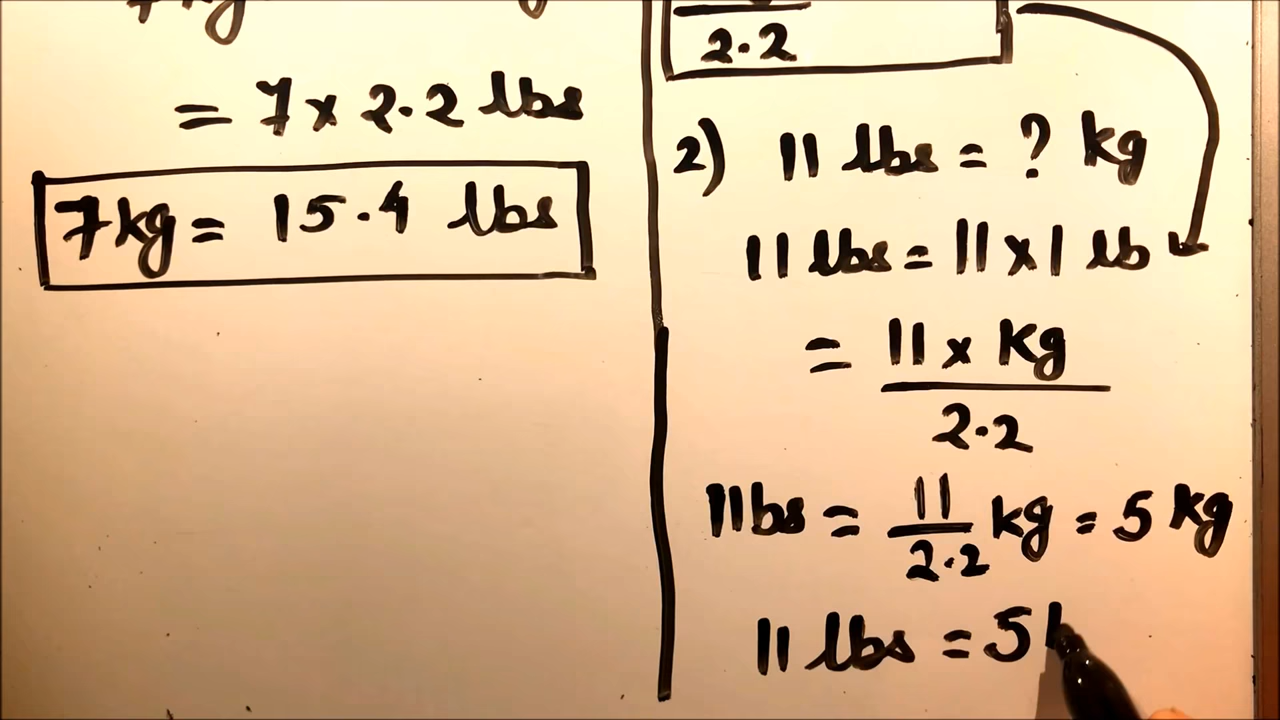 = 7 x 2.2 lbs
7 kg = 15.4 lbs
2.2
2) 11 lbs = ? kg
11 lbs = 11 x 1 lb
= 11 x kg
2.2
11bs = 11 kg = 5 kg
2.2
11 lbs = 5